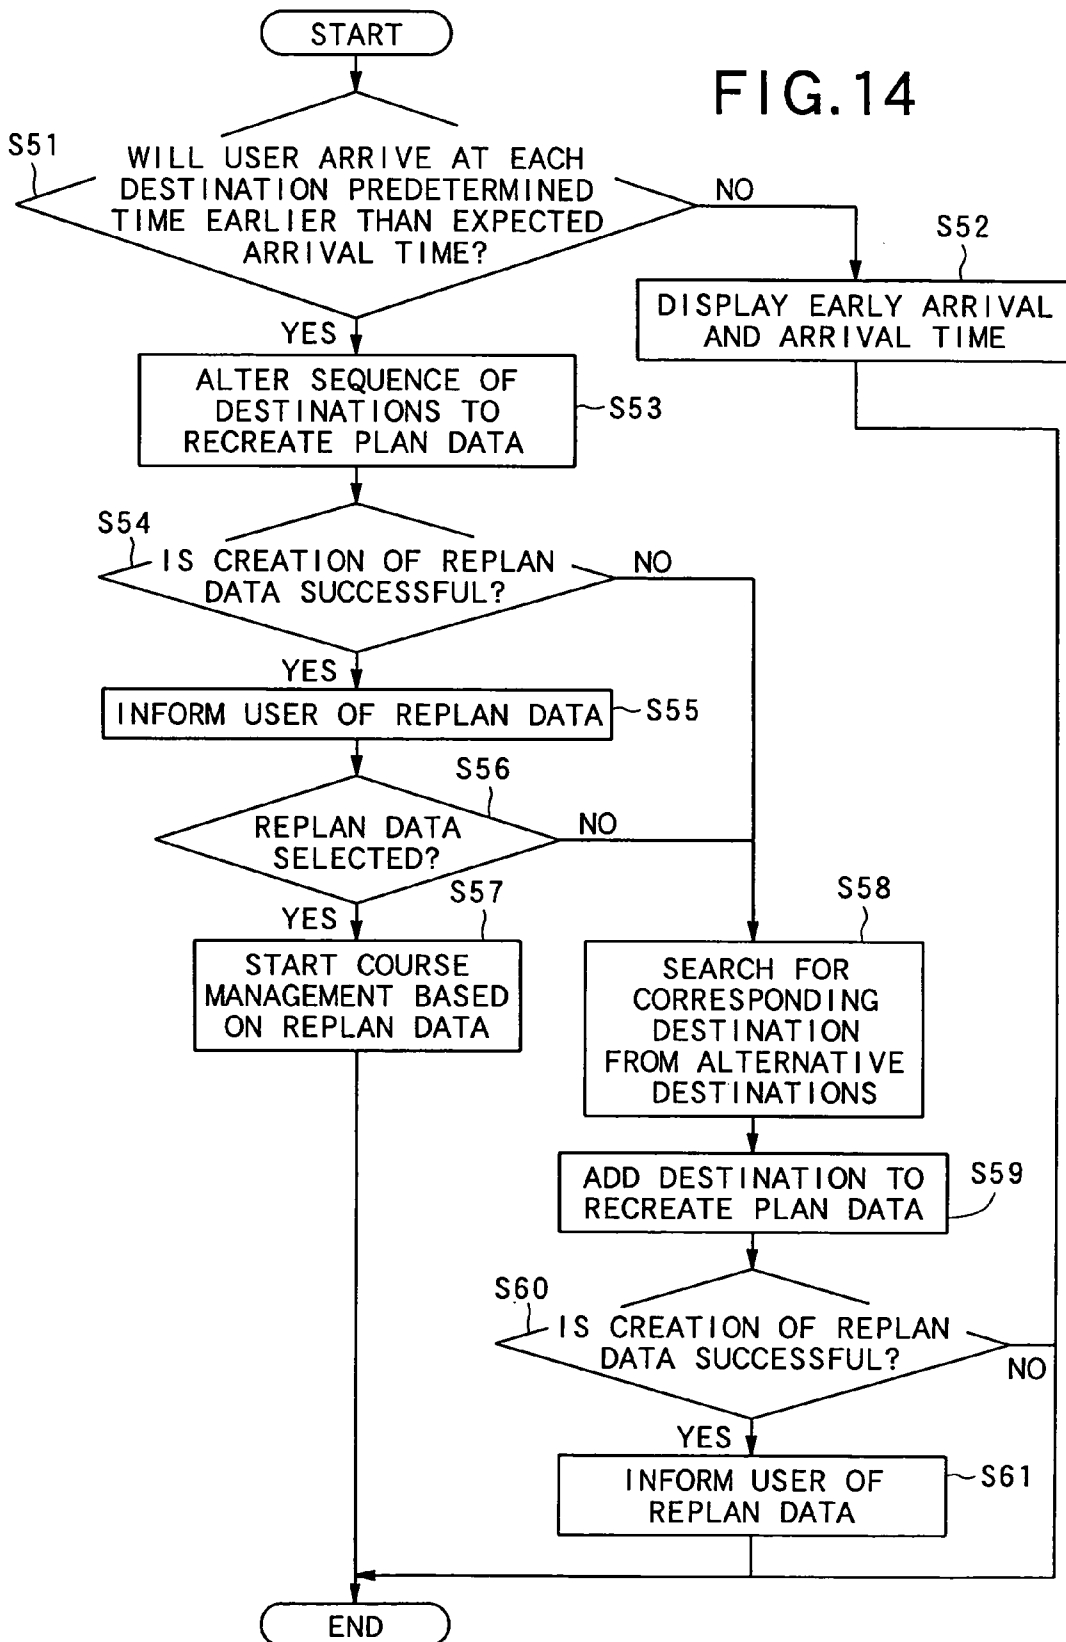 START
FIG.14
S51
WILL USER ARRIVE AT EACH
DESTINATION PREDETERMINED
TIME EARLIER THAN EXPECTED
ARRIVAL TIME?
NO
S52
DISPLAY EARLY ARRIVAL
AND ARRIVAL TIME
YES
ALTER SEQUENCE OF
DESTINATIONS TO
RECREATE PLAN DATA
S53
S54
IS CREATION OF REPLAN
DATA SUCCESSFUL?
NO
YES
INFORM USER OF REPLAN DATA
S55
S56
REPLAN DATA
SELECTED?
NO
YES
S57
START COURSE
MANAGEMENT BASED
ON REPLAN DATA
S58
SEARCH FOR
CORRESPONDING
DESTINATION
FROM ALTERNATIVE
DESTINATIONS
ADD DESTINATION TO
RECREATE PLAN DATA
S59
S60
IS CREATION OF REPLAN
DATA SUCCESSFUL?
NO
YES
INFORM USER OF
REPLAN DATA
S61
END